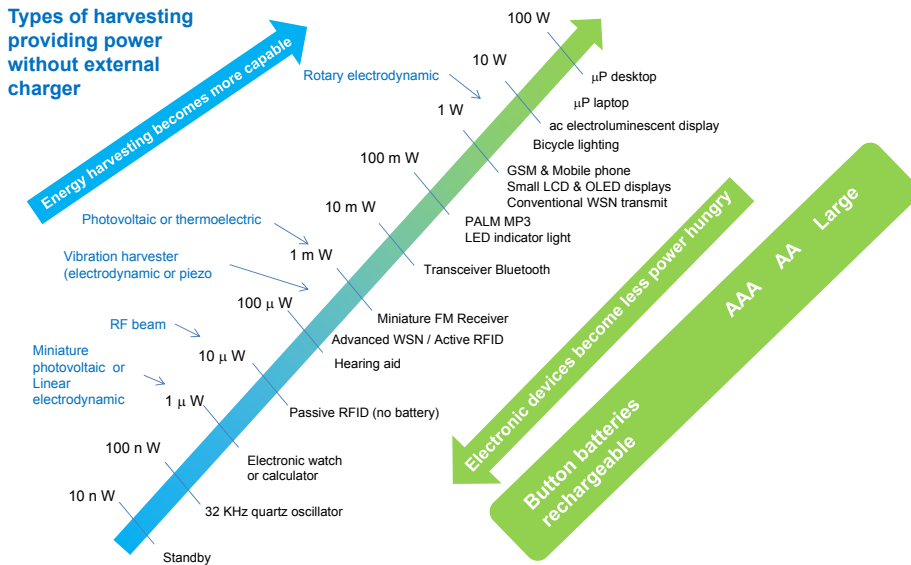 Types of harvesting
providing power
without external
charger
Energy harvesting becomes more capable
100 W
10 W
1 W
100 m W
10 m W
1 m W
100 μ W
10 μ W
1 μ W
100 n W
10 n W
Rotary electrodynamic
Photovoltaic or thermoelectric
Vibration harvester
(electrodynamic or piezo
RF beam
Miniature
photovoltaic or
Linear
electrodynamic
μP desktop
μP laptop
ac electroluminescent display
Bicycle lighting
GSM & Mobile phone
Small LCD & OLED displays
Conventional WSN transmit
PALM MP3
LED indicator light
Transceiver Bluetooth
Miniature FM Receiver
Advanced WSN / Active RFID
Hearing aid
Passive RFID (no battery)
Electronic watch
or calculator
32 KHz quartz oscillator
Standby
Electronic devices become less power hungry
Button batteries
rechargeable
AAA
AA
Large